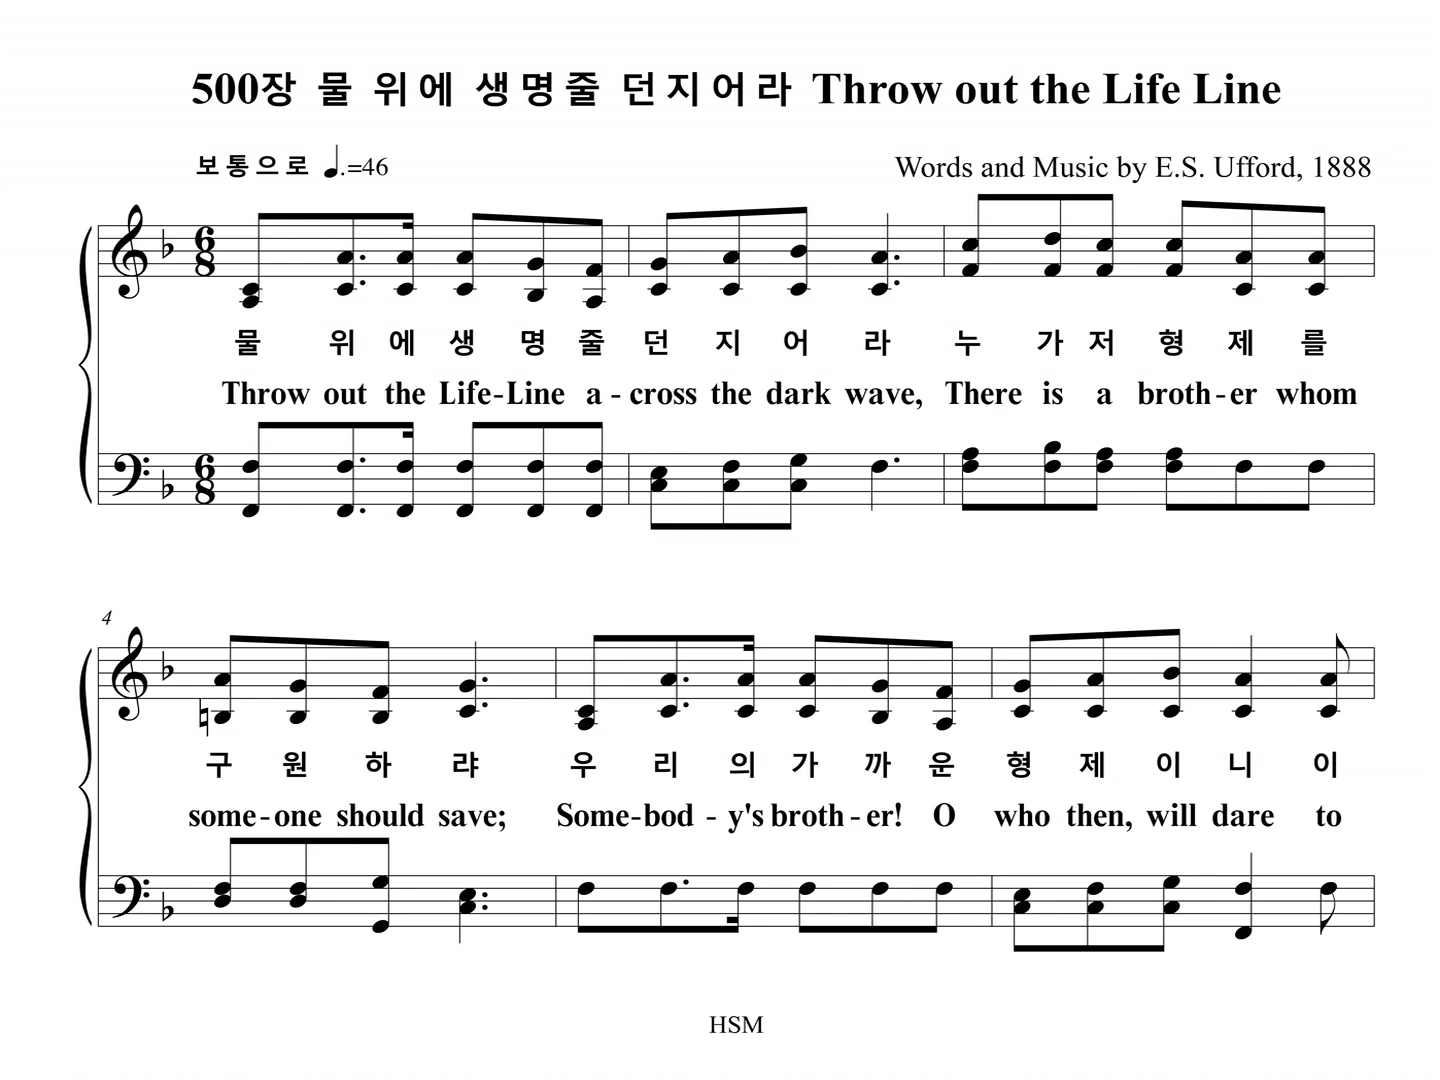 500장 물 위에 생명줄 던지어라 Throw out the Life Line
보통으로 ♩.=46
Words and Music by E.S. Ufford, 1888
6 8
물 위 에 생 명 줄 던 지 어 라 누 가 저 형 제 를
Throw out the Life-Line a-cross the dark wave, There is a broth-er whom
6 8
4
구 원 하 랴 우 리 의 가 까 운 형 제 이 니 이
some-one should save; Some-bod-y's broth-er! O who then, will dare to
HSM